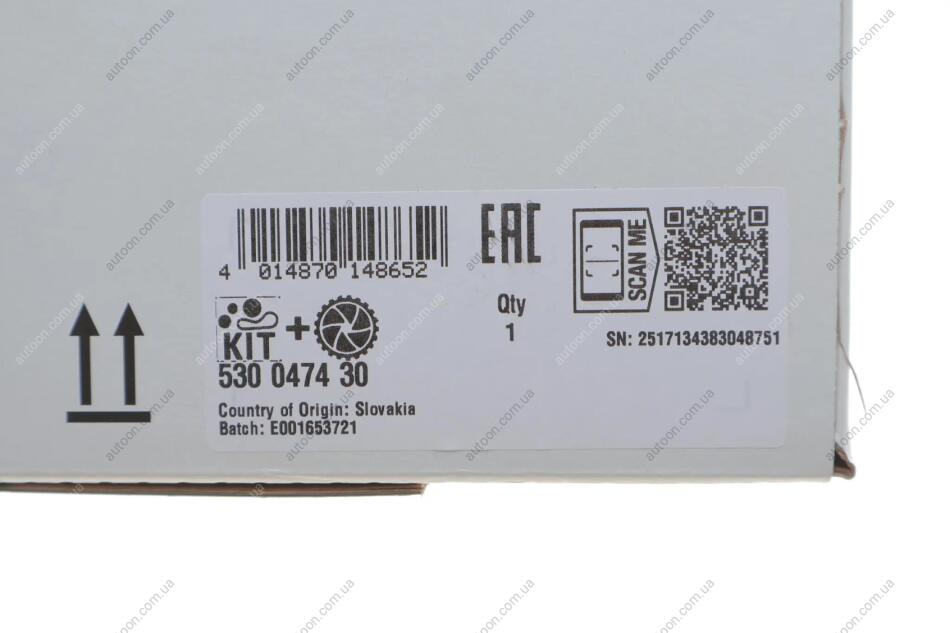 4 014870 148652
EAC
SCAN ME
Qty
1
SN: 2517134383048751
KIT +
530 0474 30
Country of Origin: Slovakia
Batch: E001653721
autoon.com.ua